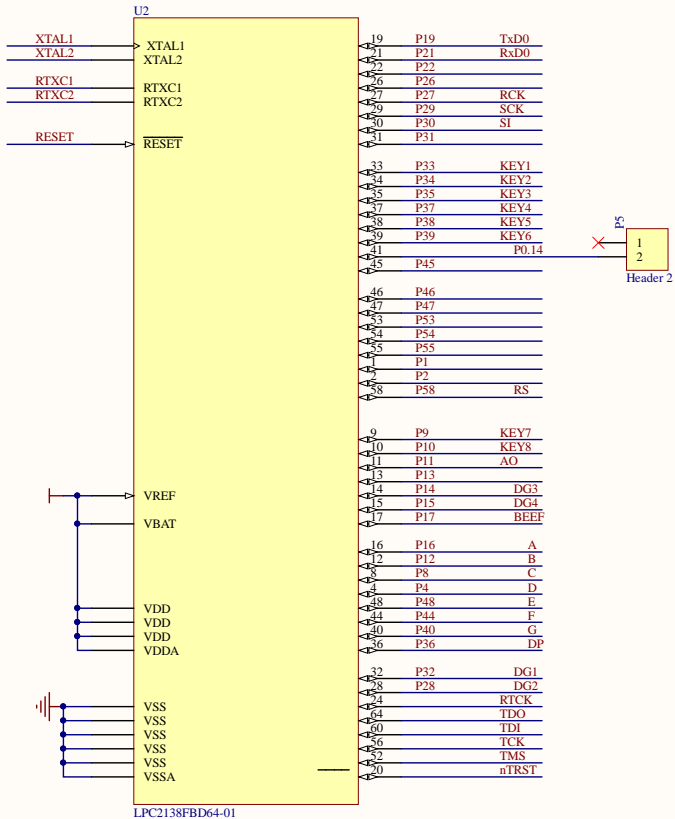 U2
XTAL1 XTAL1 19 P19 TxD0
XTAL2 XTAL2 21 P21 RxD0
22 P22
RTXC1 RTXC1 26 P26
RTXC2 RTXC2 27 P27 RCK
29 P29 SCK
30 P30 SI
RESET RESET 31 P31
33 P33 KEY1
34 P34 KEY2
35 P35 KEY3
37 P37 KEY4
38 P38 KEY5
P5
39 P39 KEY6 1
41 P0.14 2
45 P45
Header 2
46 P46
47 P47
53 P53
54 P54
55 P55
1 P1
2 P2
58 P58 RS
9 P9 KEY7
10 P10 KEY8
11 P11 AO
13 P13
VREF 14 P14 DG3
15 P15 DG4
VBAT 17 P17 BEEF
16 P16 A
12 P12 B
8 P8 C
4 P4 D
VDD 48 P48 E
VDD 44 P44 F
VDD 40 P40 G
VDDA 36 P36 DP
32 P32 DG1
28 P28 DG2
VSS 24 RTCK
VSS 64 TDO
VSS 60 TDI
VSS 56 TCK
VSS 52 TMS
VSSA 20 nTRST
LPC2138FBD64-01